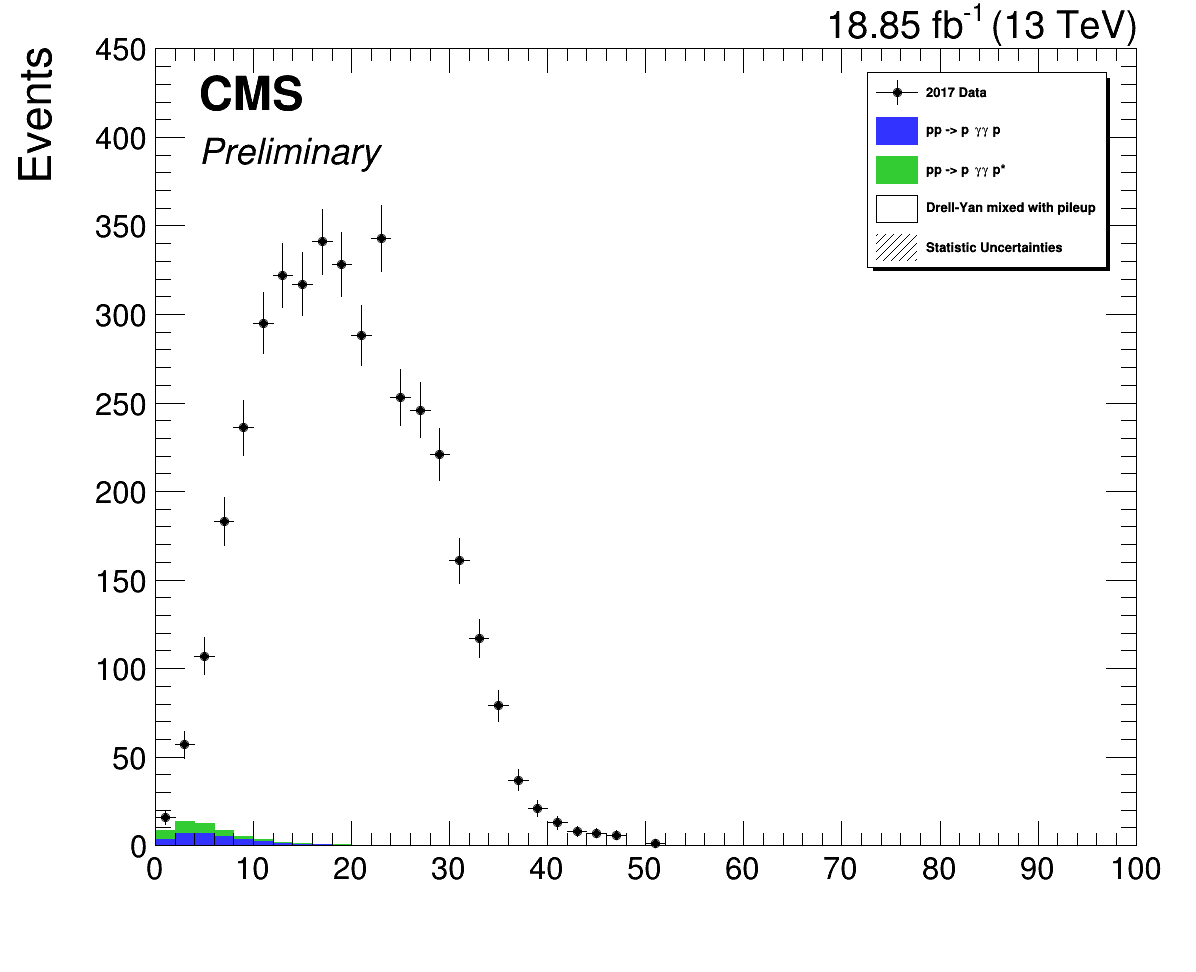 18.85 fb-1 (13 TeV)
Events
CMS
Preliminary
2017 Data
pp -> p γγ p
pp -> p γγ p*
Drell-Yan mixed with pileup
Statistic Uncertainties
450
400
350
300
250
200
150
100
50
0
0 10 20 30 40 50 60 70 80 90 100